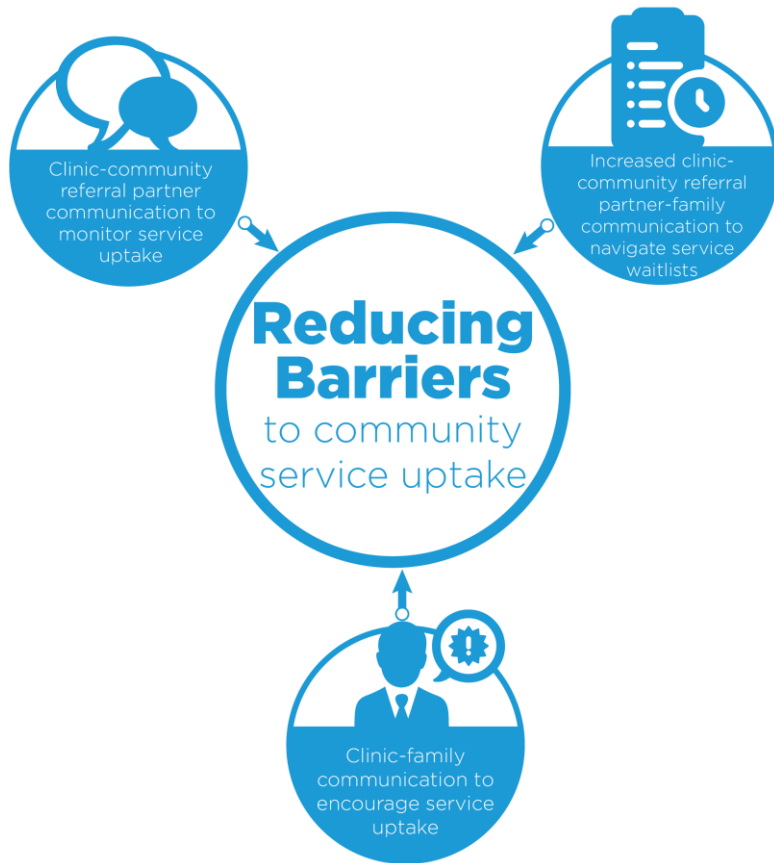 Clinic-community
referral partner
communication to
monitor service
uptake
Increased clinic-
community referral
partner-family
communication to
navigate service
waitlists
Reducing
Barriers
to community
service uptake
Clinic-family
communication to
encourage service
uptake